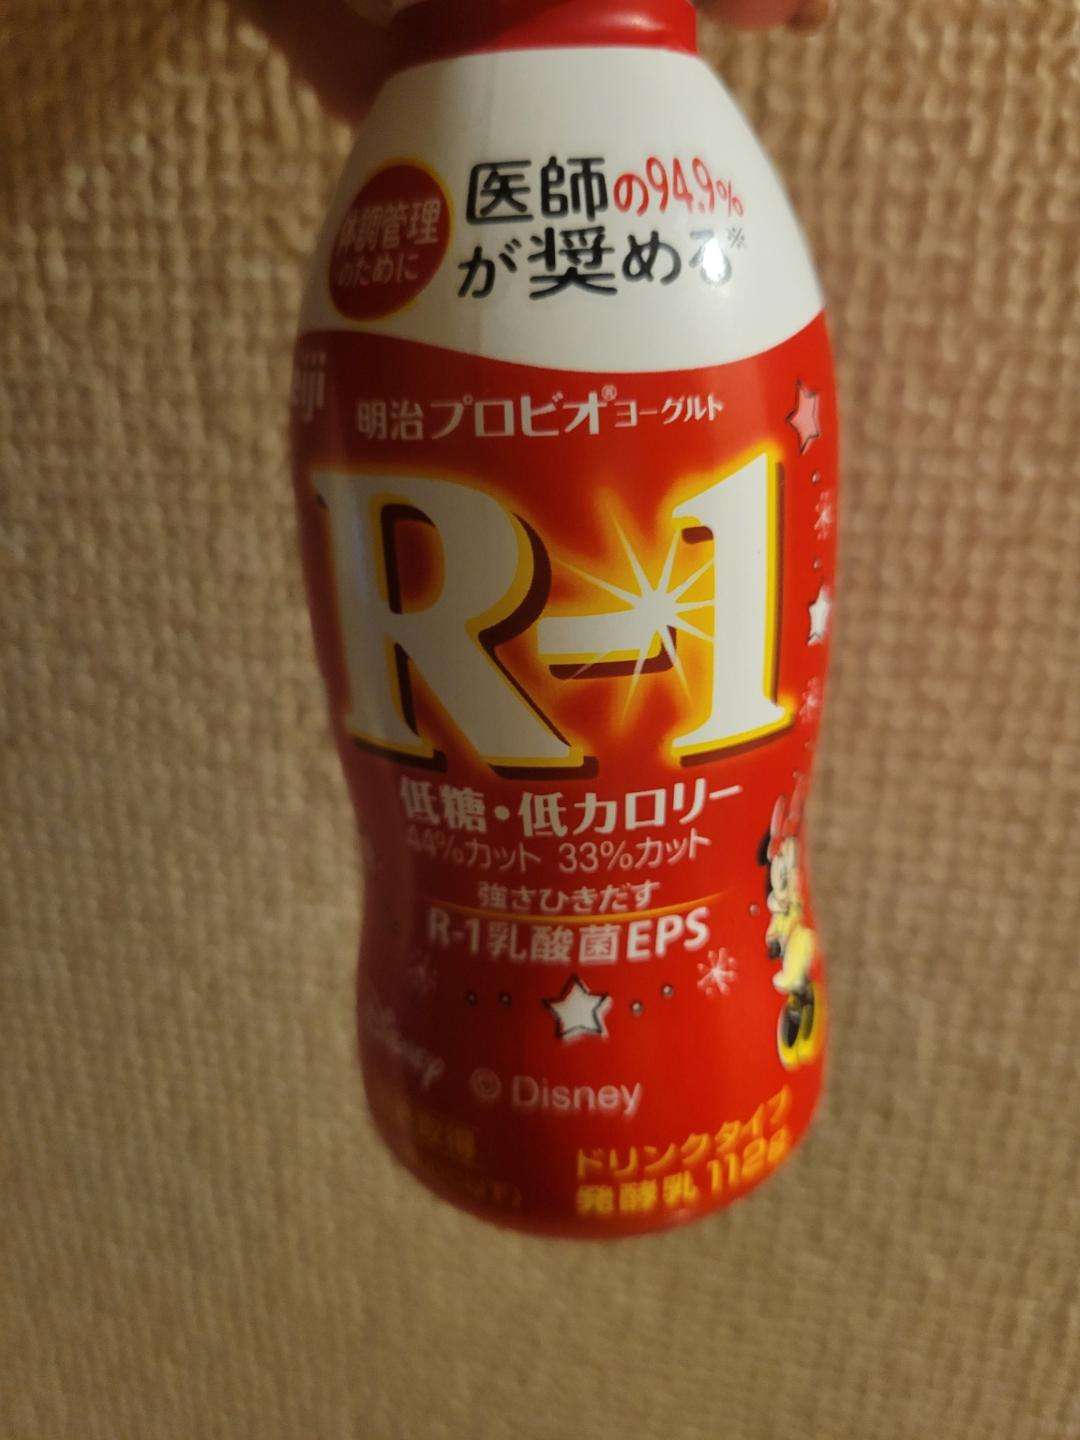 医師の94.9%
が奨める※
体調管理
のために
明治プロビオ®ヨーグルト
R-1
低糖・低カロリー
44%カット 33%カット
強さひきだす
R-1乳酸菌EPS
Disney
© Disney
ドリンクタイプ
発酵乳 112g